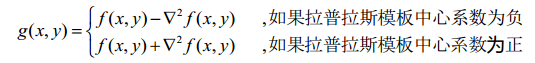 g(x,y)=
f(x,y)−∇²f(x,y) ,如果拉普拉斯模板中心系数为负
f(x,y)+∇²f(x,y) ,如果拉普拉斯模板中心系数为正